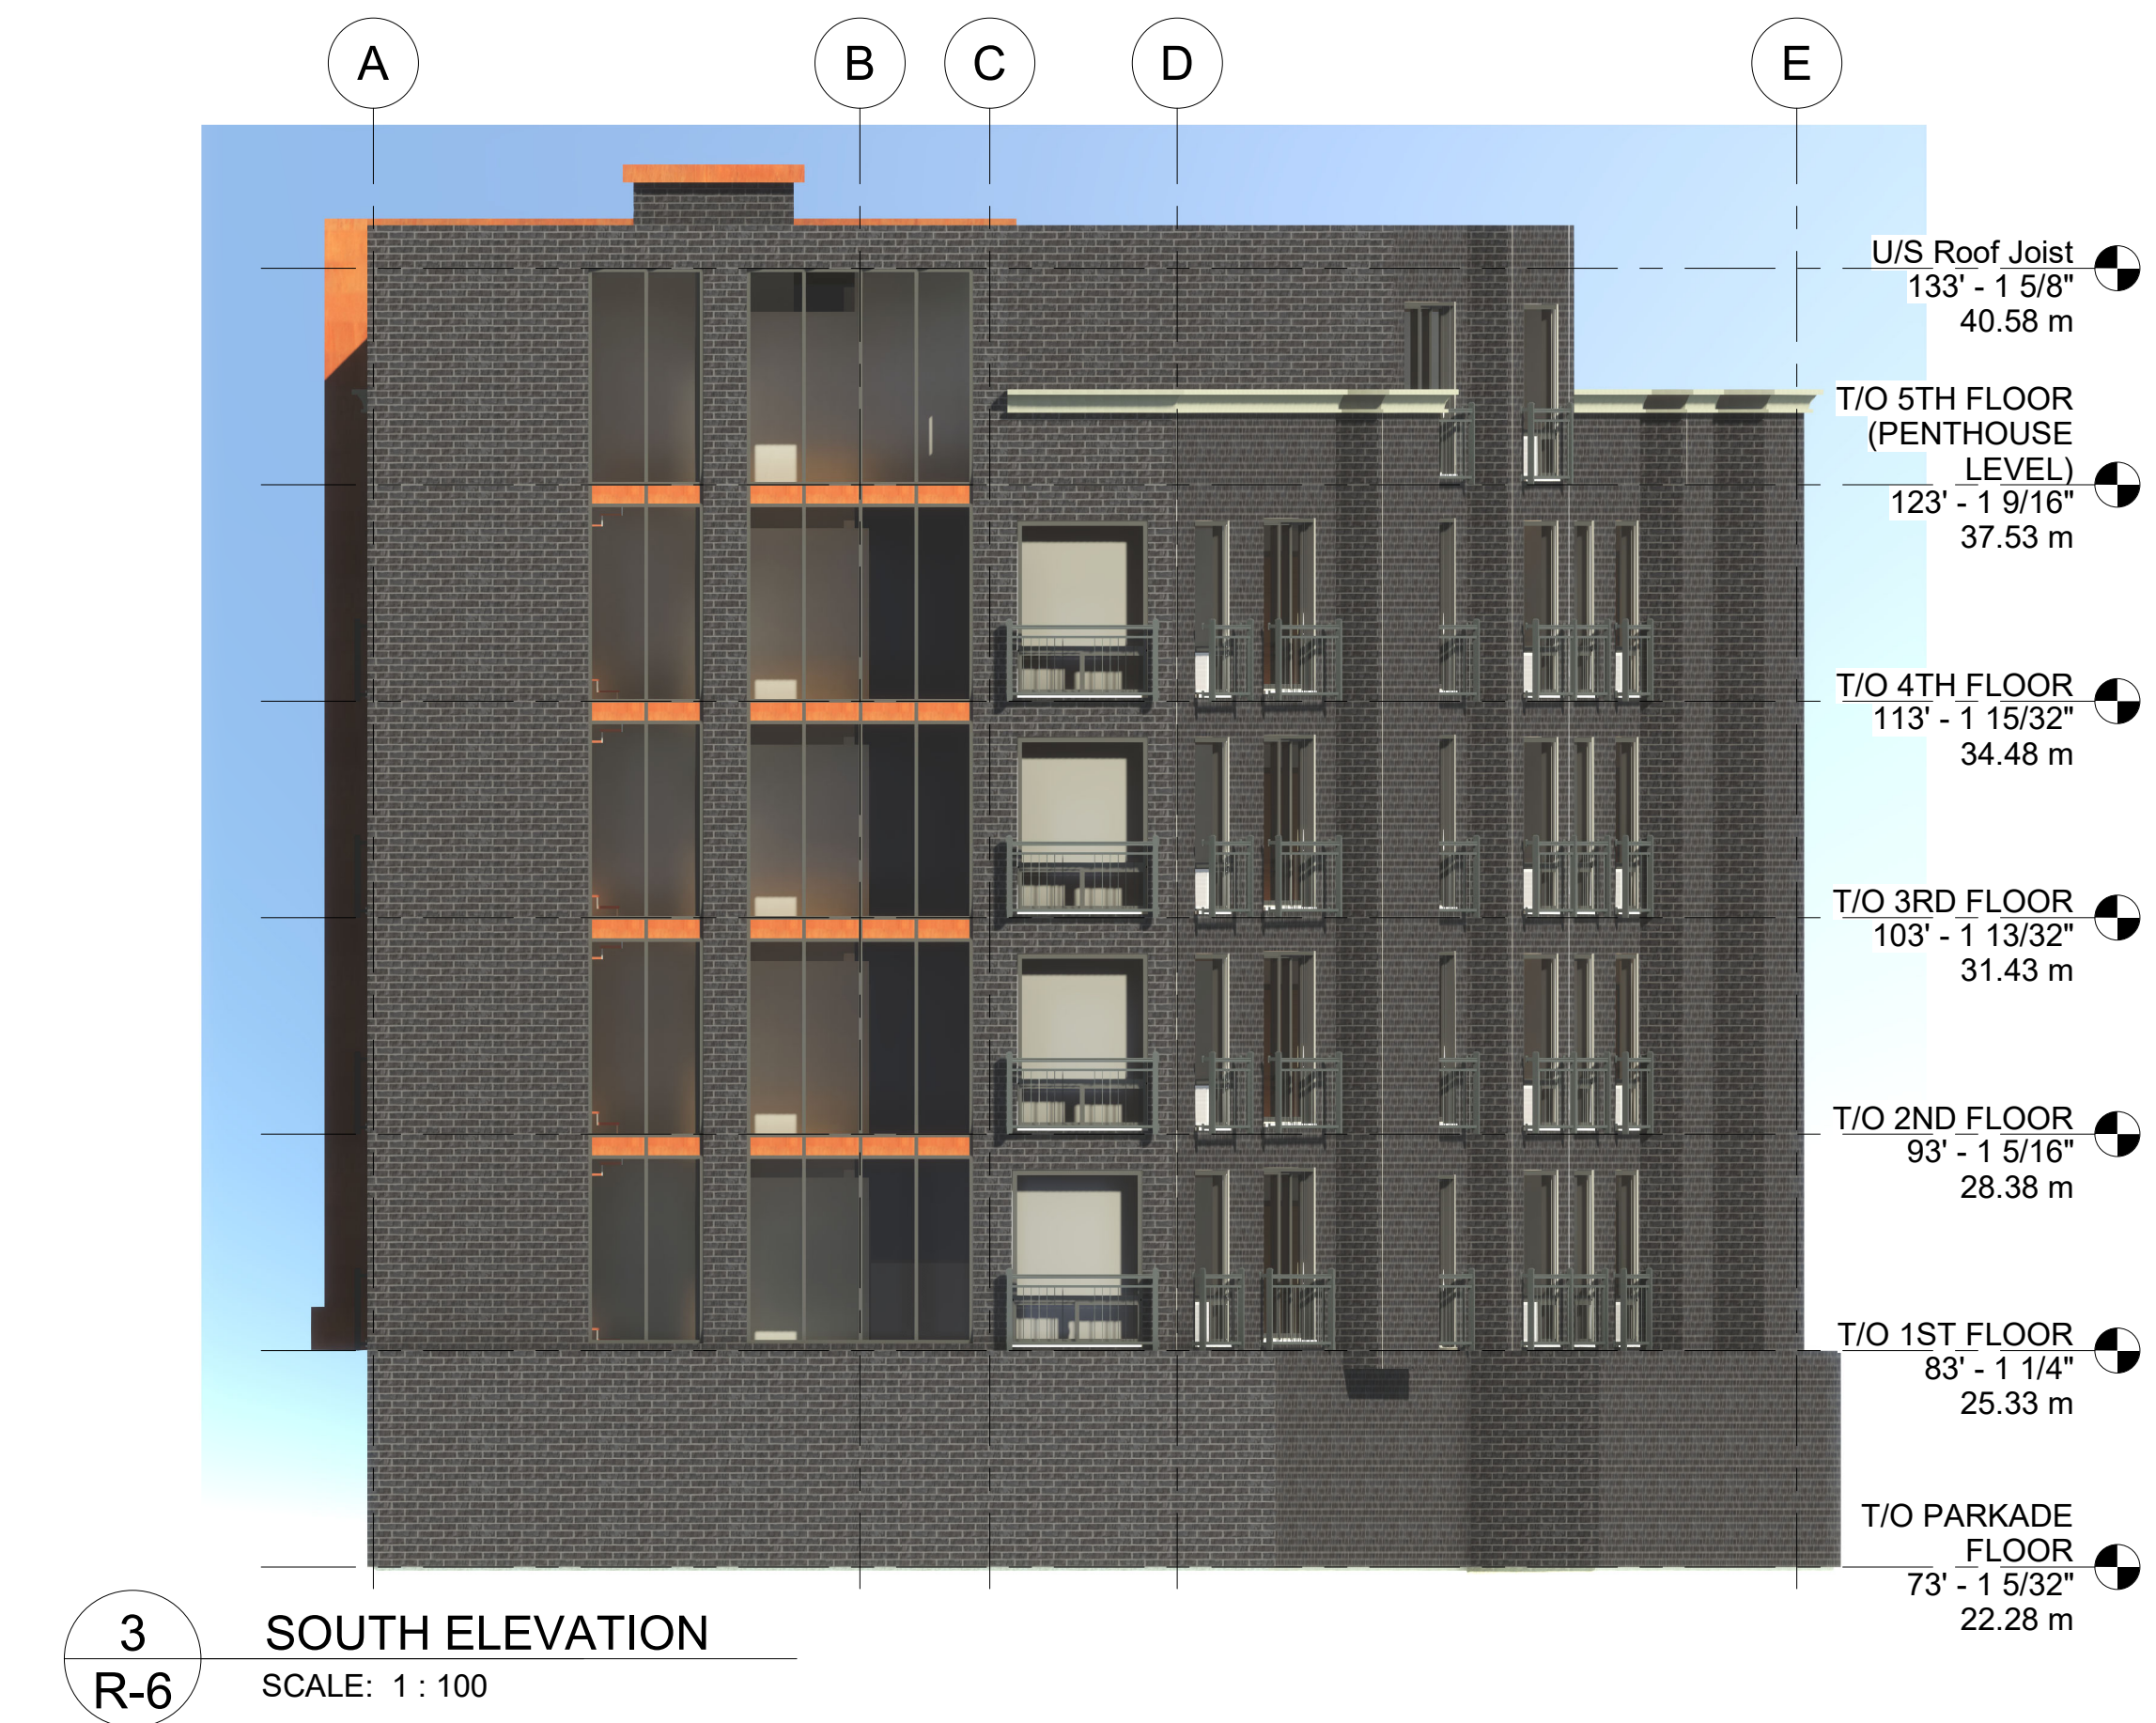 A B C D E
U/S Roof Joist
133' - 1 5/8"
40.58 m
T/O 5TH FLOOR
(PENTHOUSE
LEVEL)
123' - 1 9/16"
37.53 m
T/O 4TH FLOOR
113' - 1 15/32"
34.48 m
T/O 3RD FLOOR
103' - 1 13/32"
31.43 m
T/O 2ND FLOOR
93' - 1 5/16"
28.38 m
T/O 1ST FLOOR
83' - 1 1/4"
25.33 m
T/O PARKADE
FLOOR
73' - 1 5/32"
22.28 m
3
R-6
SOUTH ELEVATION
SCALE: 1 : 100